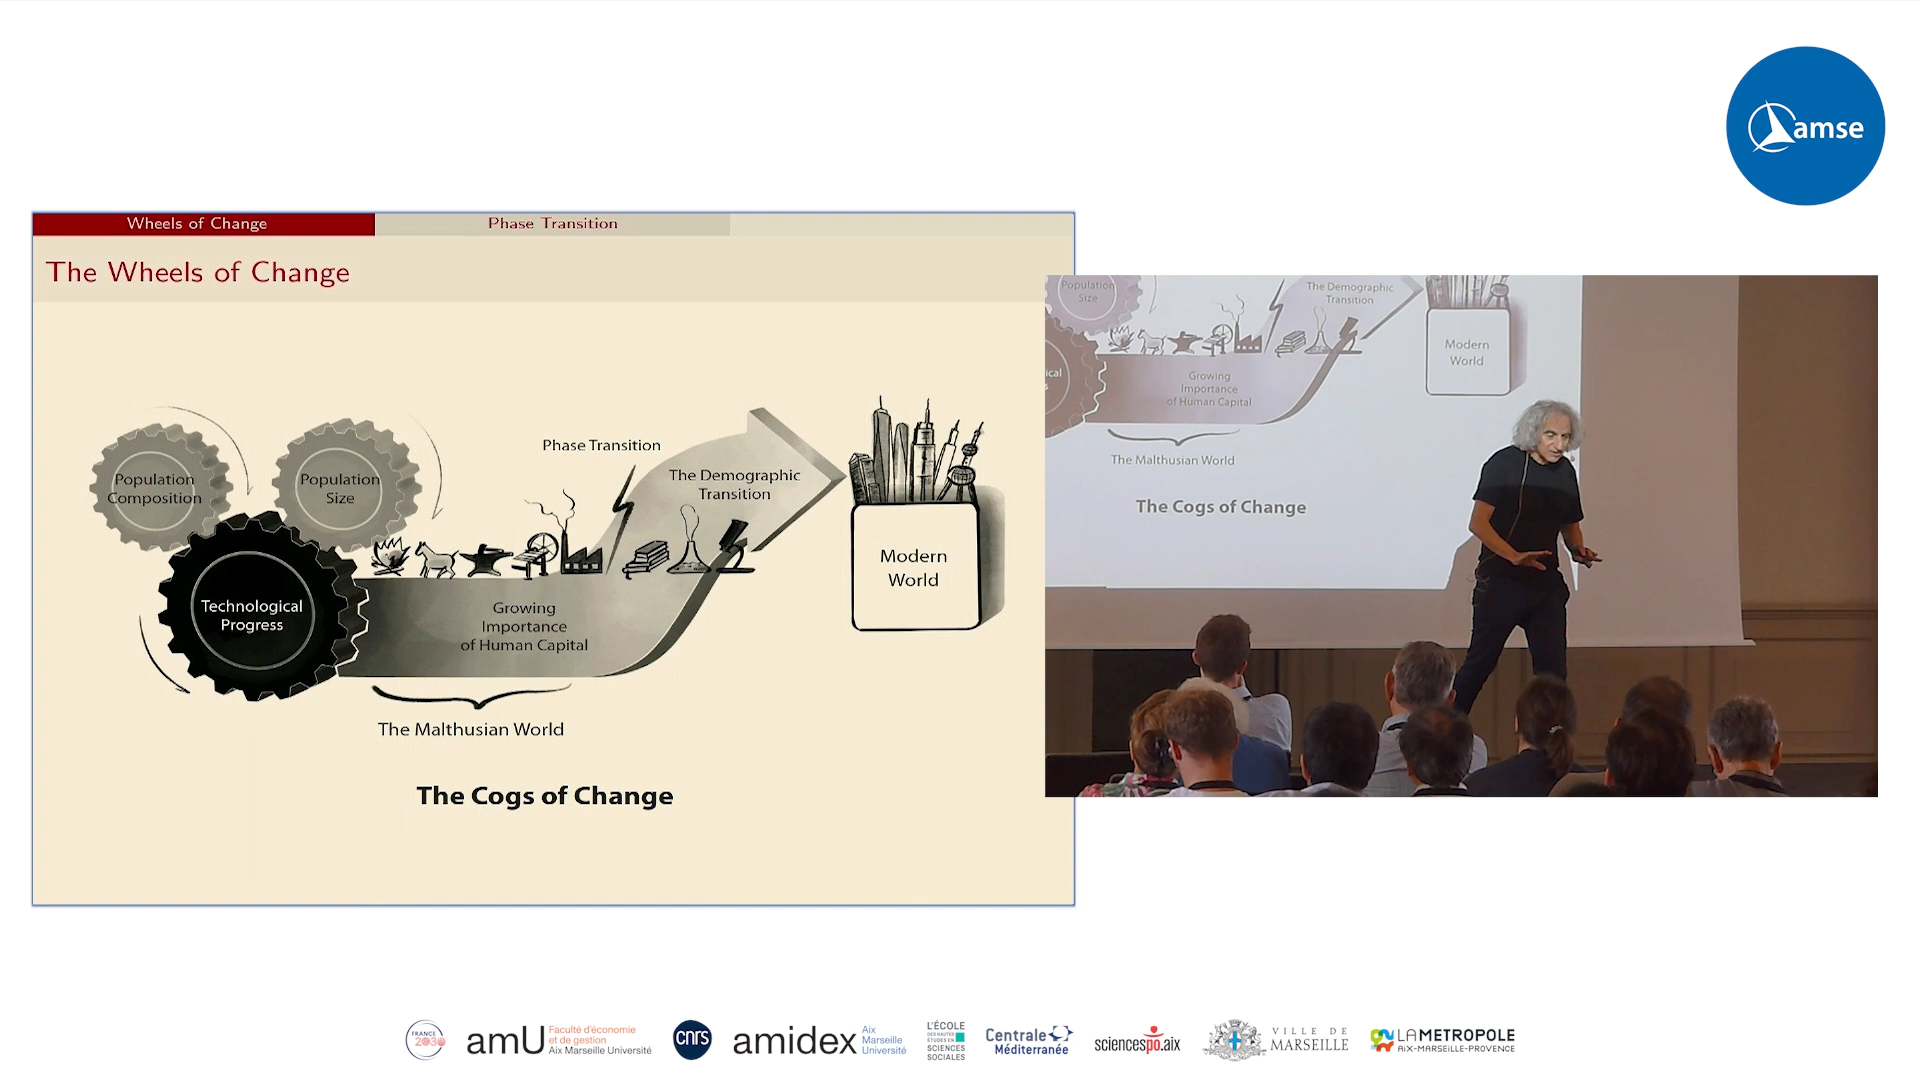 amse
Wheels of Change
Phase Transition
The Wheels of Change
Population
Composition
Population
Size
Technological
Progress
Phase Transition
The Demographic
Transition
Growing
Importance
of Human Capital
Modern
World
The Malthusian World
The Cogs of Change
Population
Size
The Demographic
Transition
Modern
World
Growing
Importance
of Human Capital
The Malthusian World
The Cogs of Change
FRANCE
2030
amU
Faculté d'économie
et de gestion
Aix Marseille Université
cnrs
amidex
Aix
Marseille
Université
L'ÉCOLE
DES HAUTES
ÉTUDES EN
SCIENCES
SOCIALES
Centrale
Méditerranée
sciencespo.aix
VILLE DE
MARSEILLE
LAMETROPOLE
AIX-MARSEILLE-PROVENCE